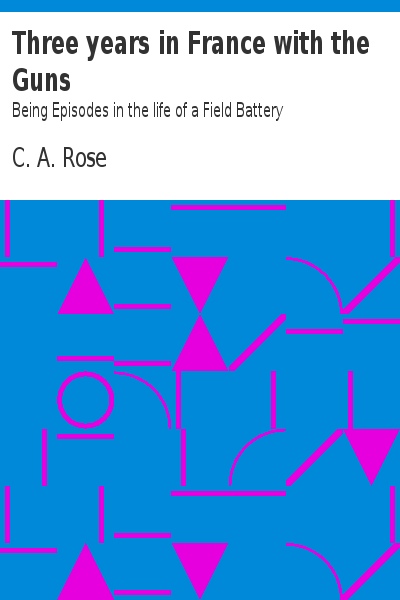 Three years in France with the
Guns
Being Episodes in the life of a Field Battery
C. A. Rose